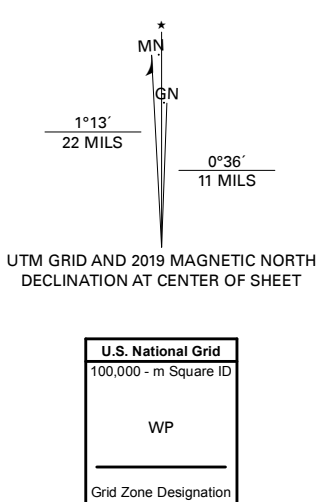 MN
GN
1°13´
22 MILS
0°36´
11 MILS
UTM GRID AND 2019 MAGNETIC NORTH
DECLINATION AT CENTER OF SHEET
U.S. National Grid
100,000 - m Square ID
WP
Grid Zone Designation